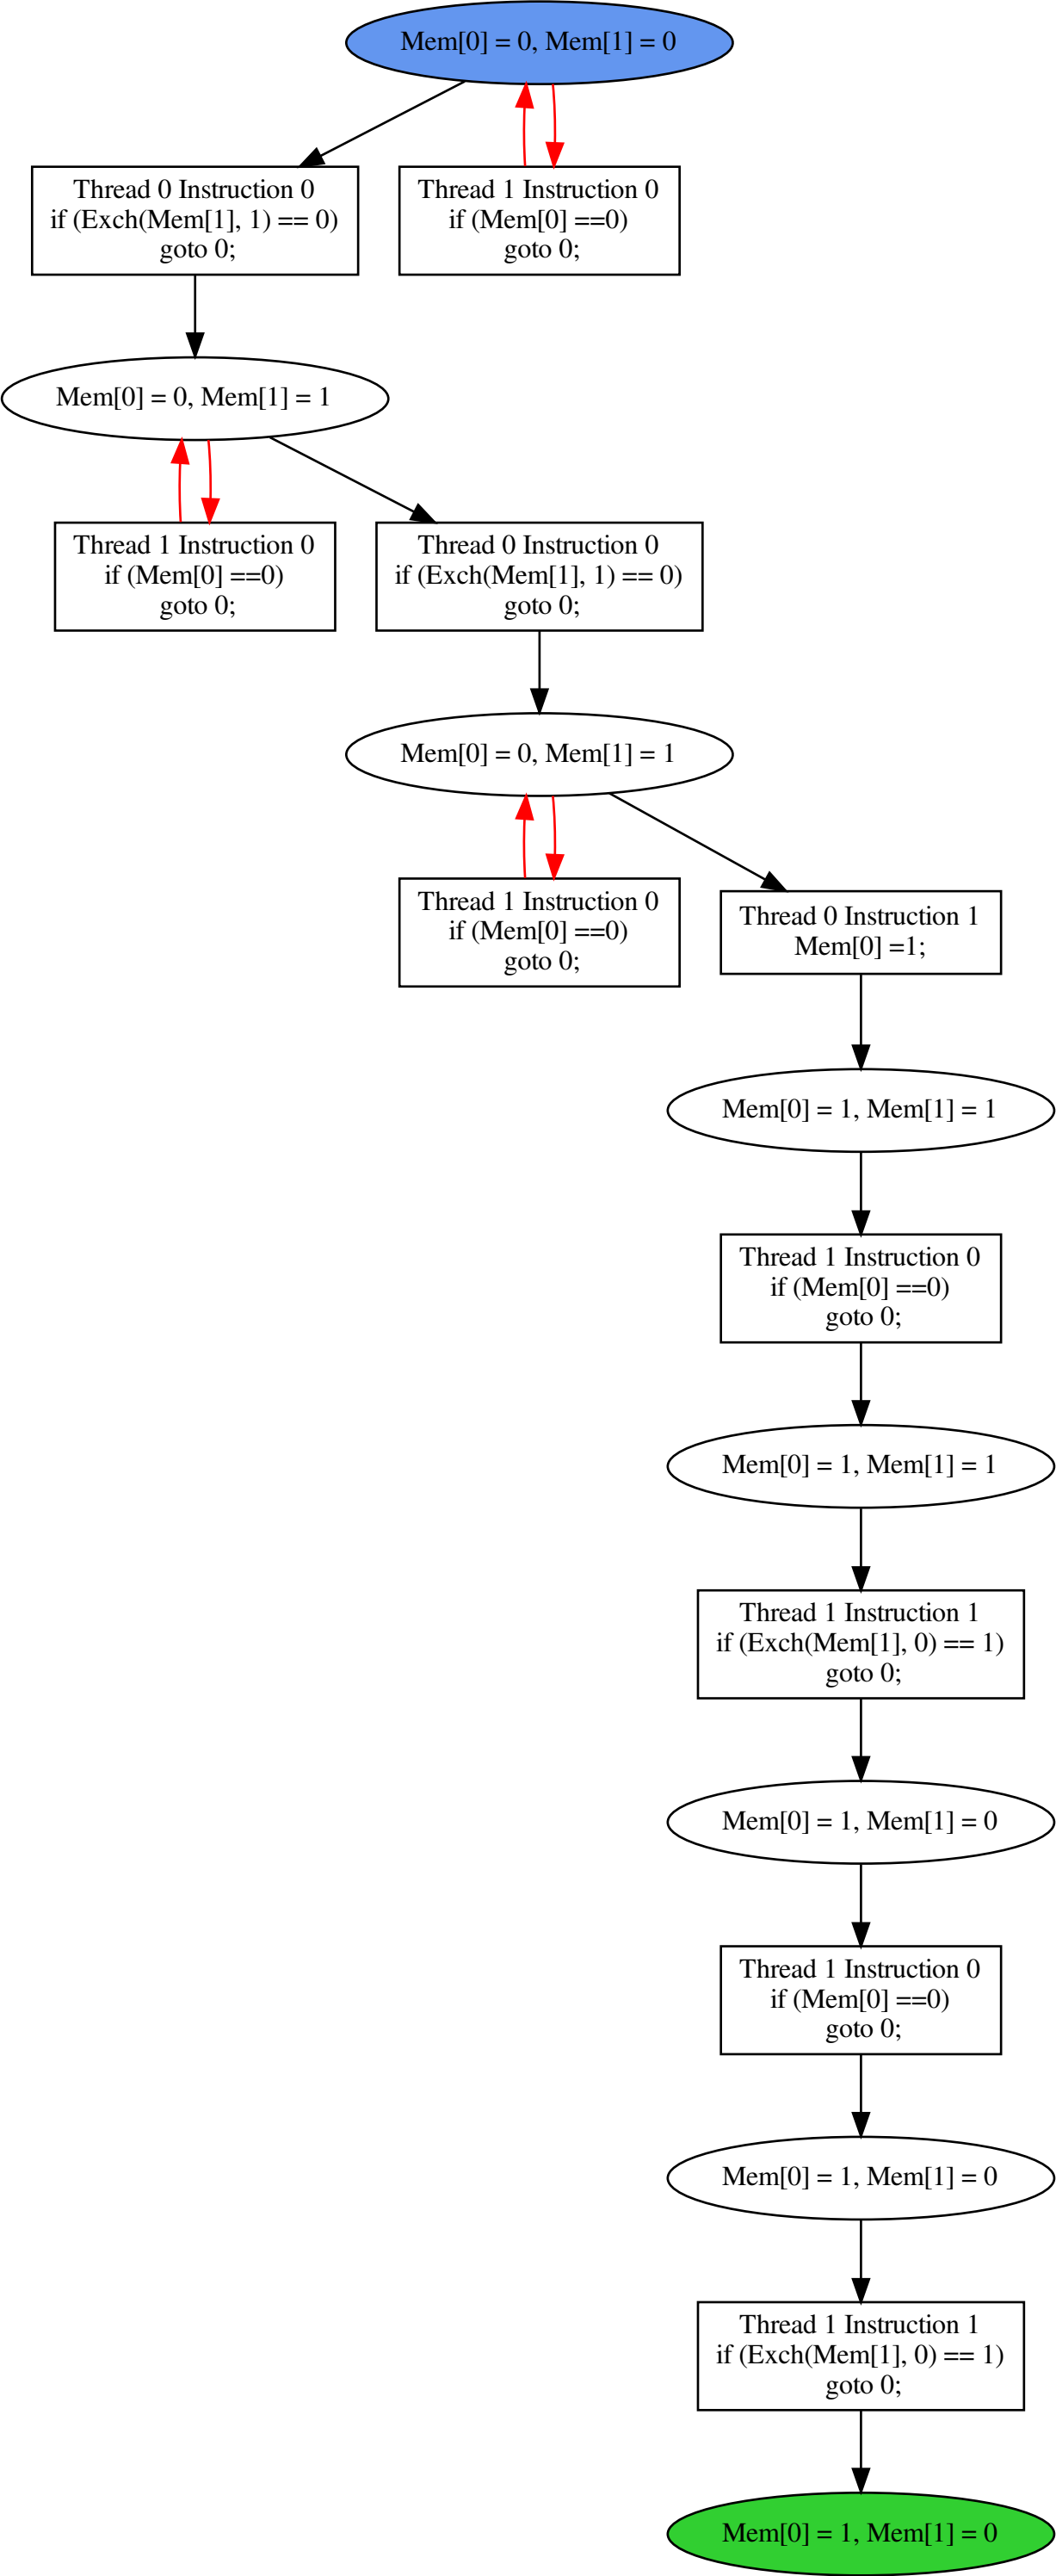 Mem[0] = 0, Mem[1] = 0
Thread 0 Instruction 0
if (Exch(Mem[1], 1) == 0)
goto 0;
Thread 1 Instruction 0
if (Mem[0] ==0)
goto 0;
Mem[0] = 0, Mem[1] = 1
Thread 1 Instruction 0
if (Mem[0] ==0)
goto 0;
Thread 0 Instruction 0
if (Exch(Mem[1], 1) == 0)
goto 0;
Mem[0] = 0, Mem[1] = 1
Thread 1 Instruction 0
if (Mem[0] ==0)
goto 0;
Thread 0 Instruction 1
Mem[0] =1;
Mem[0] = 1, Mem[1] = 1
Thread 1 Instruction 0
if (Mem[0] ==0)
goto 0;
Mem[0] = 1, Mem[1] = 1
Thread 1 Instruction 1
if (Exch(Mem[1], 0) == 1)
goto 0;
Mem[0] = 1, Mem[1] = 0
Thread 1 Instruction 0
if (Mem[0] ==0)
goto 0;
Mem[0] = 1, Mem[1] = 0
Thread 1 Instruction 1
if (Exch(Mem[1], 0) == 1)
goto 0;
Mem[0] = 1, Mem[1] = 0